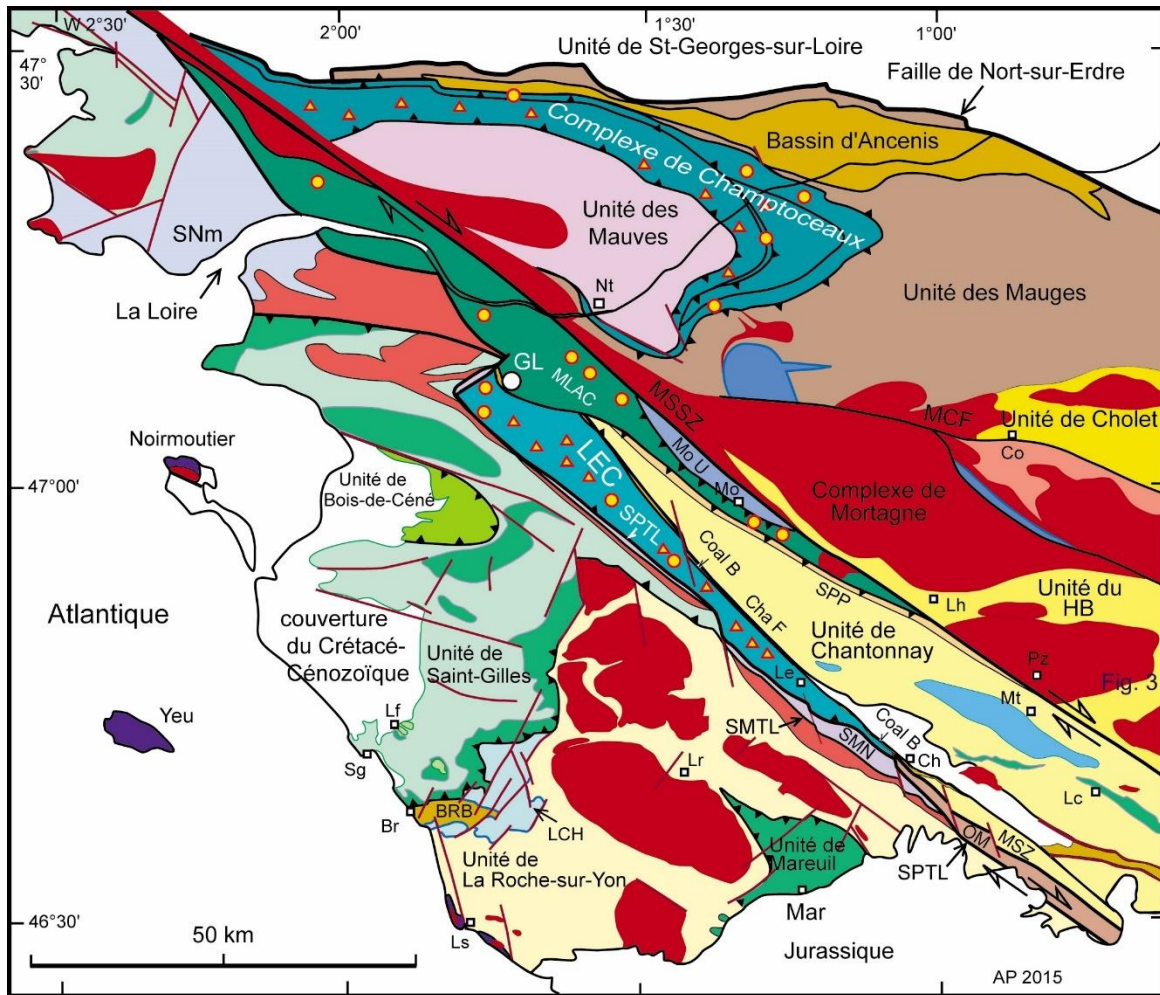 W 2°30'
2°00'
1°30'
1°00'
47°
30'
Unité de St-Georges-sur-Loire
Faille de Nort-sur-Erdre
Bassin d'Ancenis
Complexe de Champtoceaux
Unité des
Mauves
SNm
La Loire
Nt
Unité des Mauges
GL
MLAC
MSSZ
MCF
Unité de Cholet
Co
Noirmoutier
Mo U
Mo
LEC
SPTL
47°00'
Unité de
Bois-de-Céné
Complexe de
Mortagne
Coal B
SPP
Cha F
Lh
Unité du
HB
Atlantique
couverture
du Crétacé-
Cénozoïque
Unité de
Saint-Gilles
Unité de
Chantonnay
Pz
Mt
Fig. 3
Le
Yeu
Lf
Sg
SMTL
SMN
Coal B
Ch
Lr
Lc
Br
BRB
LCH
Unité de
La Roche-sur-Yon
Unité de
Mareuil
OM
MSZ
SPTL
Mar
46°30'
50 km
Ls
Jurassique
AP 2015